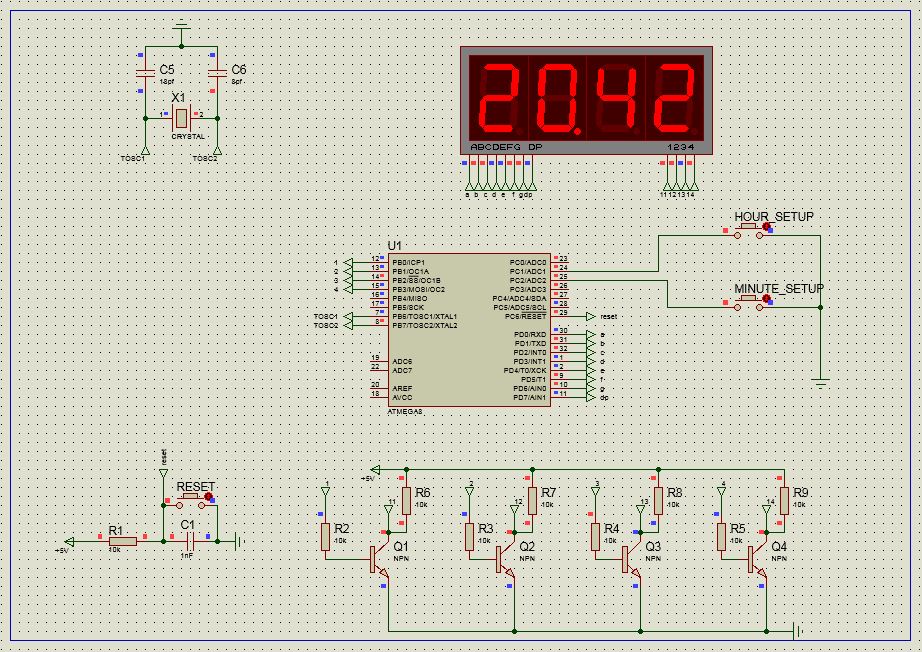 C5
18pf
C6
8pf
X1
1
2
CRYSTAL
TOSC1
TOSC2
20.42
ABCDEFG DP
1234
a b c d e f g dp
11 12 13 14
HOUR_SETUP
MINUTE_SETUP
U1
1 12 PB0/ICP1
2 13 PB1/OC1A
3 14 PB2/SS/OC1B
4 15 PB3/MOSI/OC2
16 PB4/MISO
17 PB5/SCK
TOSC1 7 PB6/TOSC1/XTAL1
TOSC2 8 PB7/TOSC2/XTAL2
19 ADC6
22 ADC7
20 AREF
18 AVCC
PC0/ADC0 23
PC1/ADC1 24
PC2/ADC2 25
PC3/ADC3 26
PC4/ADC4/SDA 27
PC5/ADC5/SCL 28
PC6/RESET 29 reset
PD0/RXD 30 a
PD1/TXD 31 b
PD2/INT0 32 c
PD3/INT1 1 d
PD4/T0/XCK 2 e
PD5/T1 9 f
PD6/AIN0 10 g
PD7/AIN1 11 dp
ATMEGA8
reset
RESET
+5V
R1
10k
C1
1nF
+5V
1
R2
10k
11
R6
10k
Q1
NPN
2
R3
10k
12
R7
10k
Q2
NPN
3
R4
10k
13
R8
10k
Q3
NPN
4
R5
10k
14
R9
10k
Q4
NPN